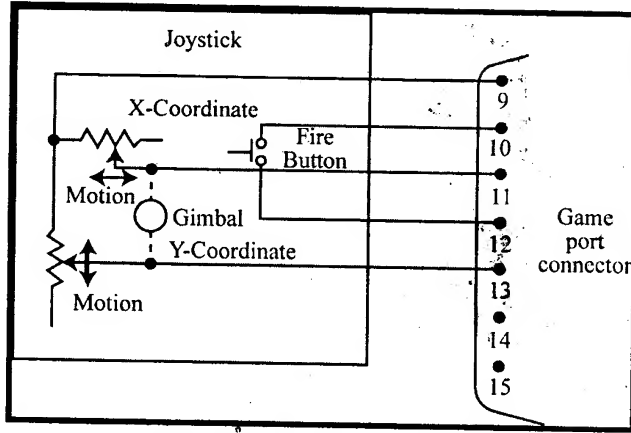 Joystick
X-Coordinate
Fire
Button
Motion
Gimbal
Y-Coordinate
Motion
9
10
11
12
13
14
15
Game
port
connector